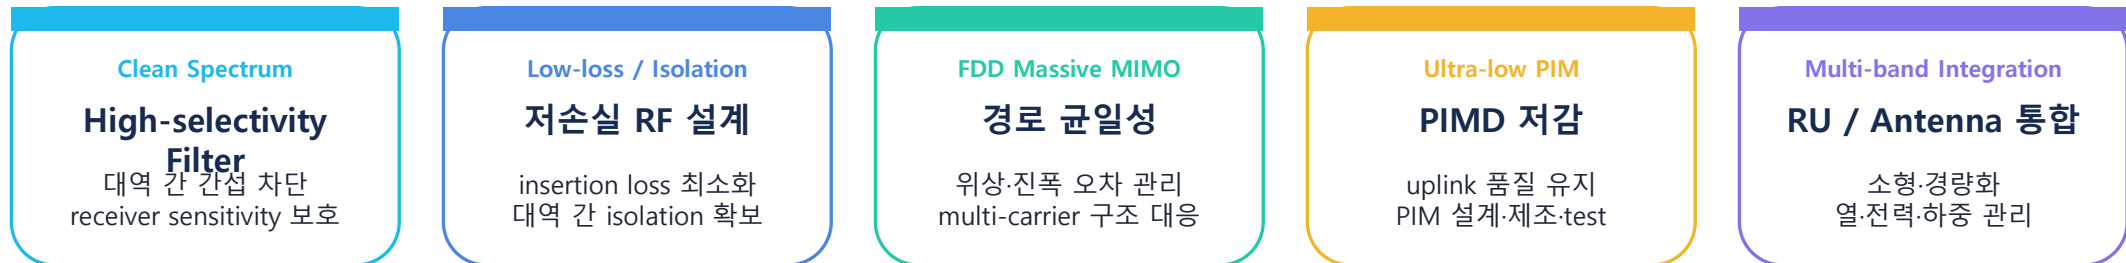 Clean Spectrum
High-selectivity
Filter
대역 간 간섭 차단
receiver sensitivity 보호
Low-loss / Isolation
저손실 RF 설계
insertion loss 최소화
대역 간 isolation 확보
FDD Massive MIMO
경로 균일성
위상·진폭 오차 관리
multi-carrier 구조 대응
Ultra-low PIM
PIMD 저감
uplink 품질 유지
PIM 설계·제조·test
Multi-band Integration
RU / Antenna 통합
소형·경량화
열·전력·하중 관리